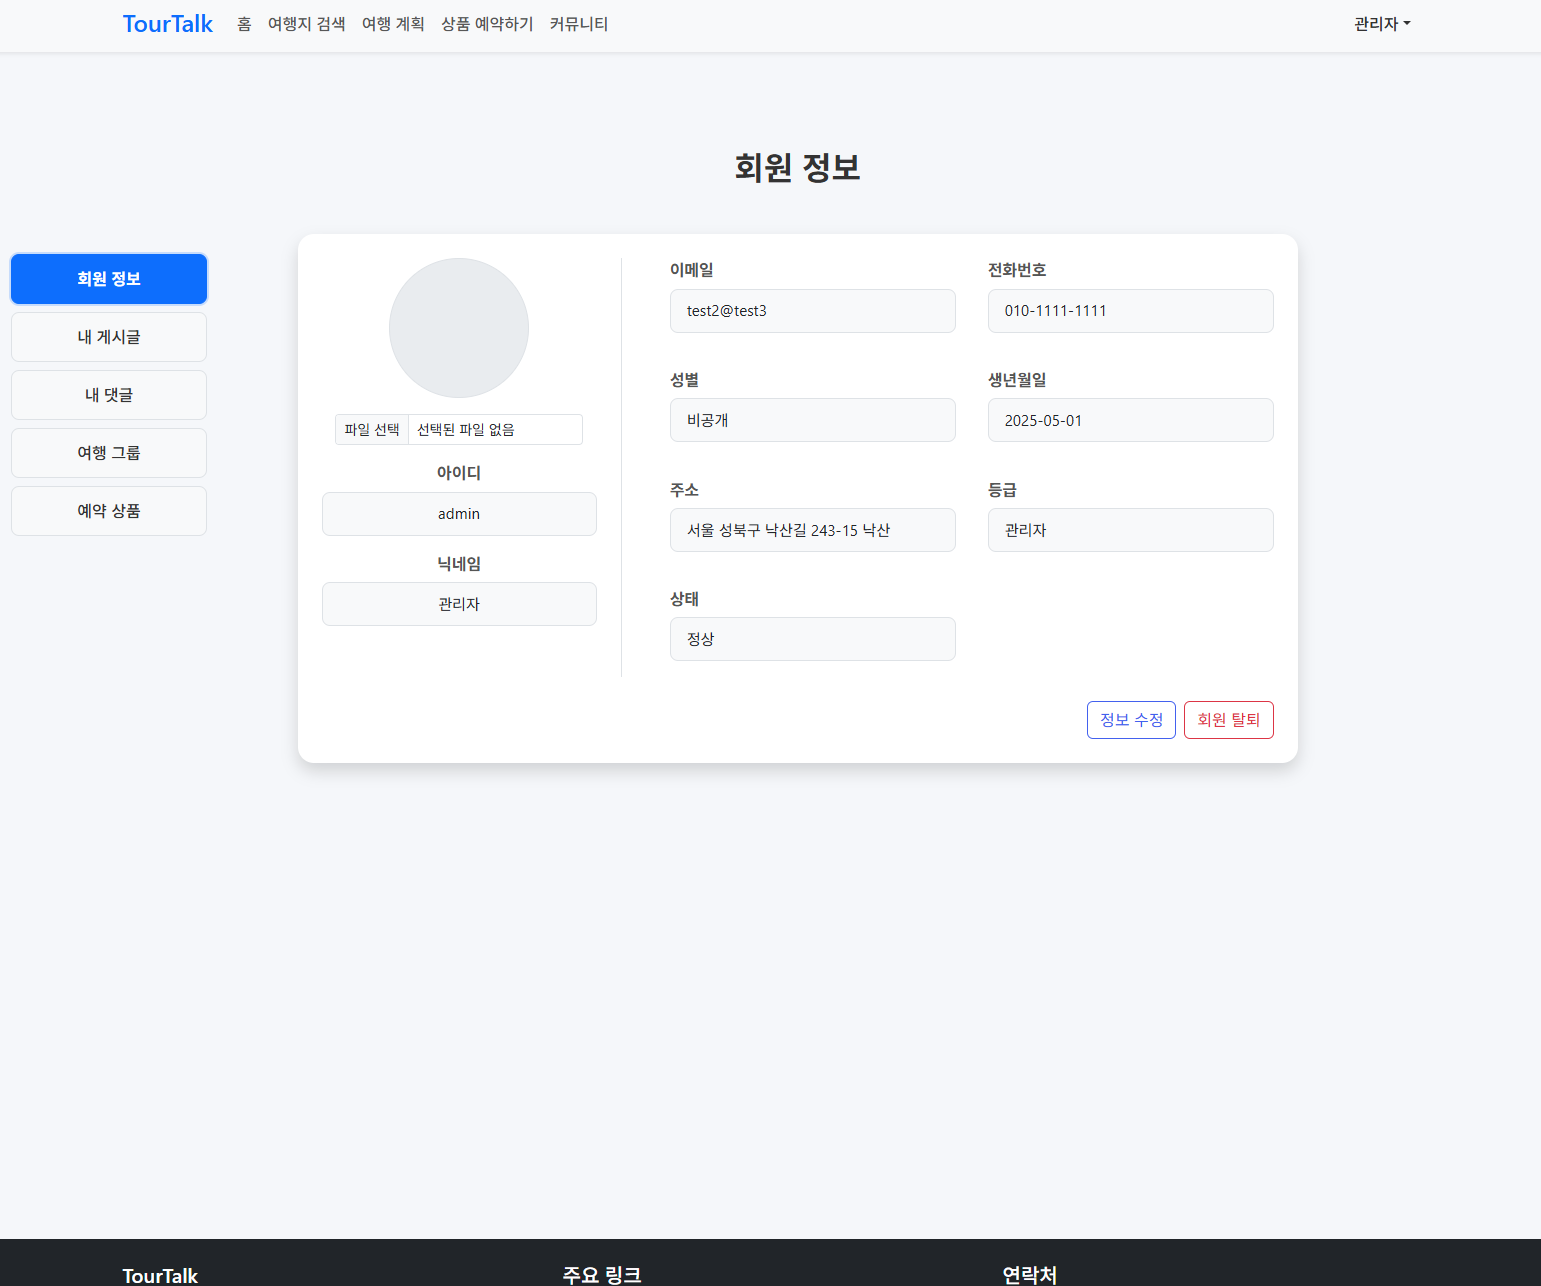 TourTalk 홈 여행지 검색 여행 계획 상품 예약하기 커뮤니티 관리자
회원 정보
회원 정보
내 게시글
내 댓글
여행 그룹
예약 상품
파일 선택 선택된 파일 없음
아이디
admin
닉네임
관리자
이메일 전화번호
test2@test3 010-1111-1111
성별 생년월일
비공개 2025-05-01
주소 등급
서울 성북구 낙산길 243-15 낙산 관리자
상태
정상
정보 수정 회원 탈퇴
TourTalk 주요 링크 연락처